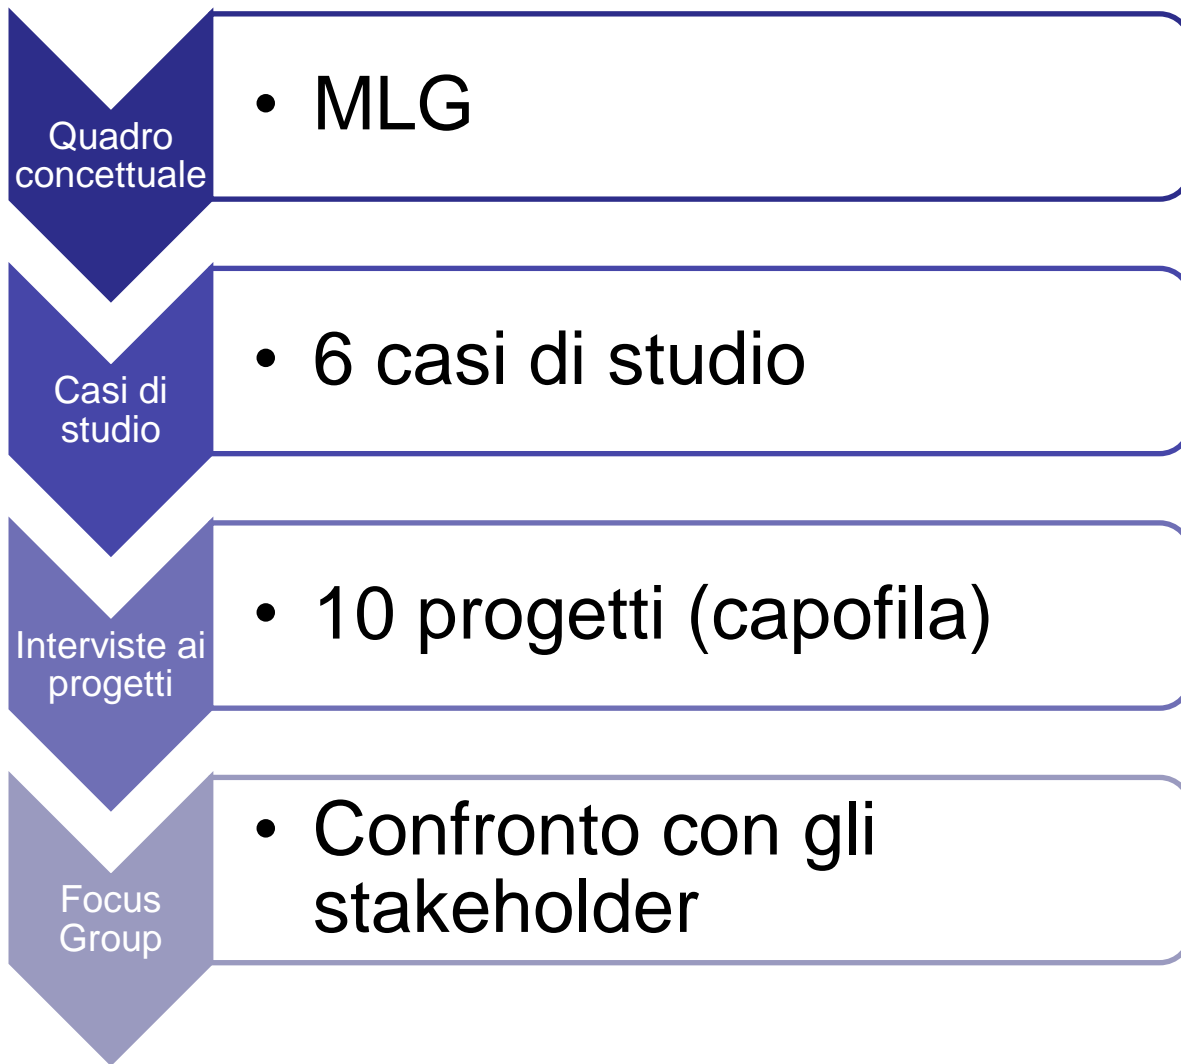 Quadro
concettuale
• MLG
Casi di
studio
• 6 casi di studio
Interviste ai
progetti
• 10 progetti (capofila)
Focus
Group
• Confronto con gli
stakeholder